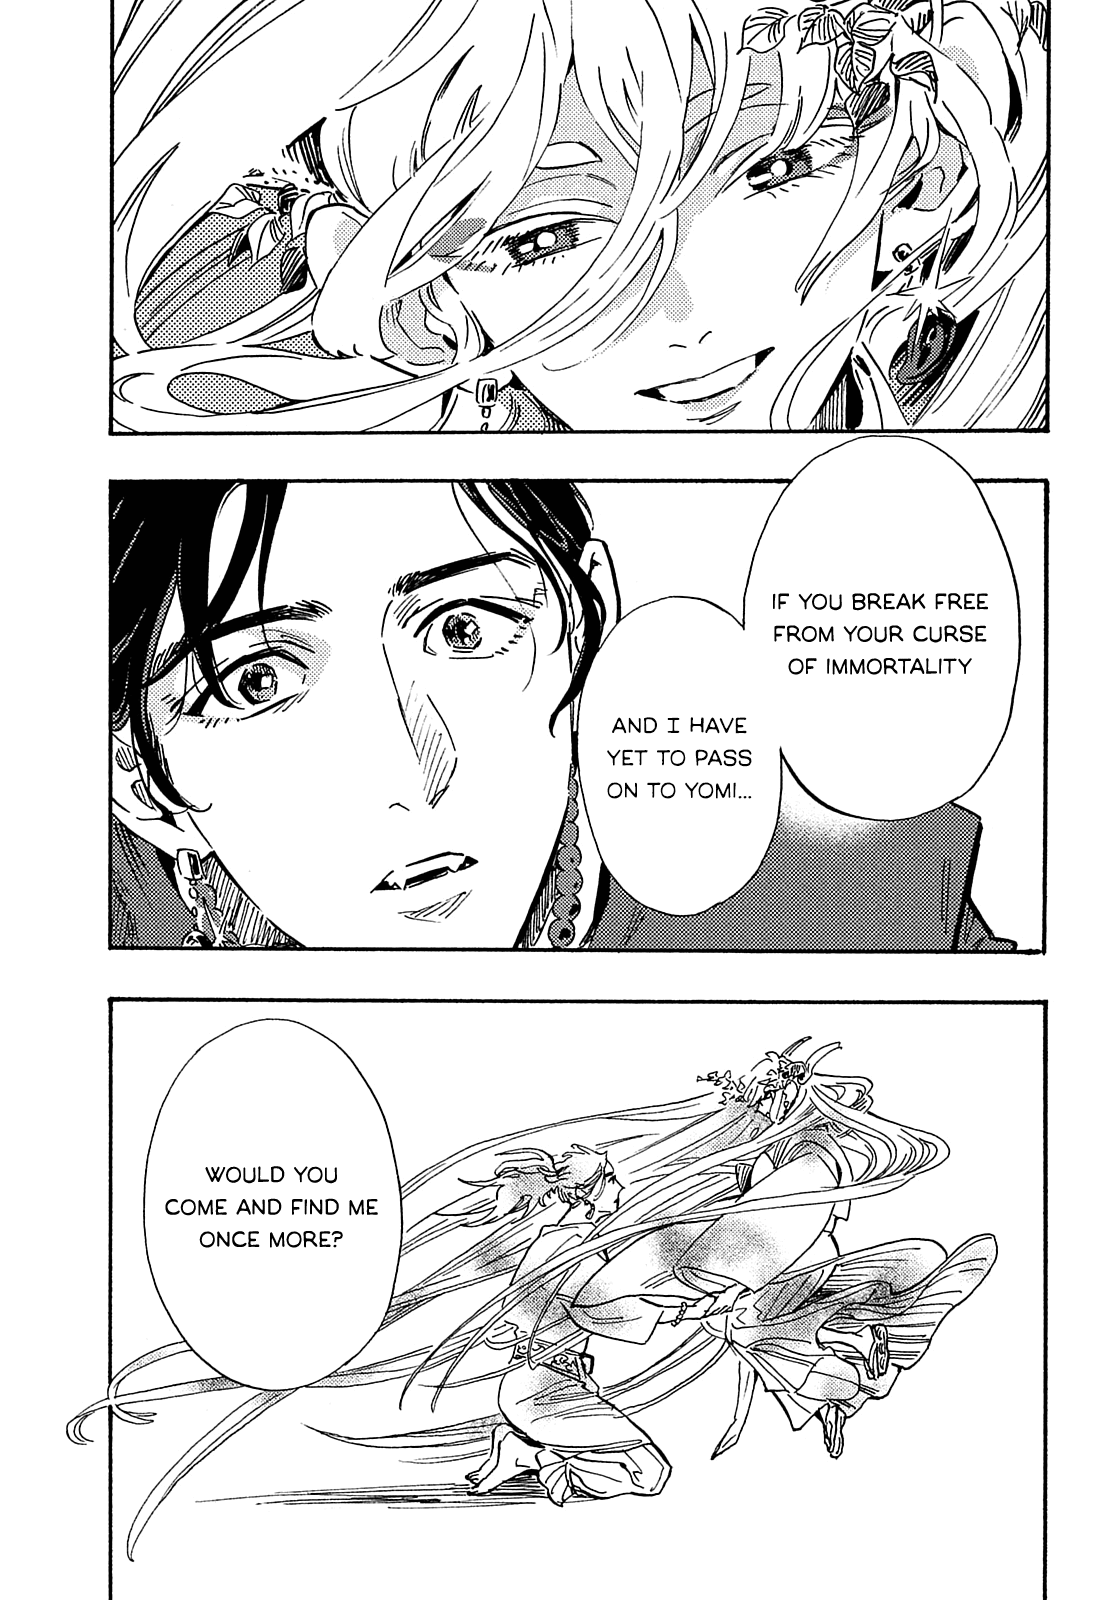 IF YOU BREAK FREE
FROM YOUR CURSE
OF IMMORTALITY
AND I HAVE
YET TO PASS
ON TO YOMI...
WOULD YOU
COME AND FIND ME
ONCE MORE?